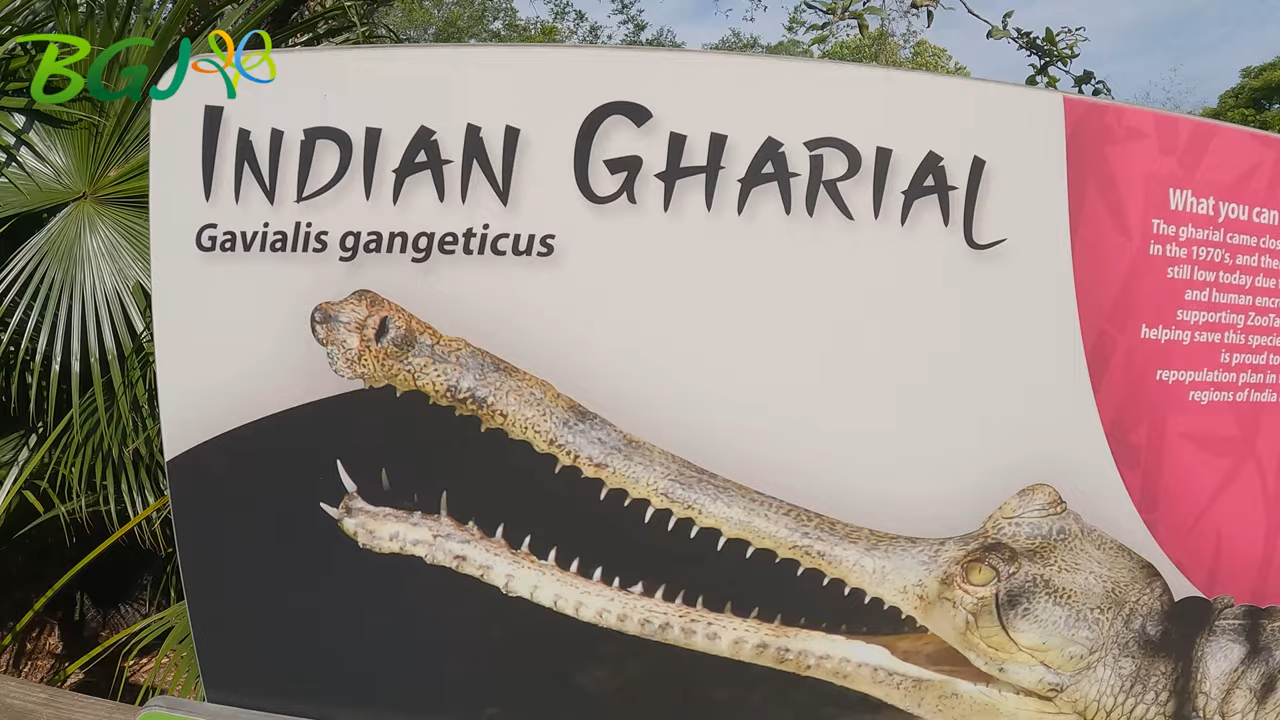 BGJ
INDIAN GHARIAL
Gavialis gangeticus
What you can
The gharial came clos
in the 1970's, and the
still low today due
and human encr
supporting ZooTa
helping save this specie
is proud to
repopulation plan in
regions of India